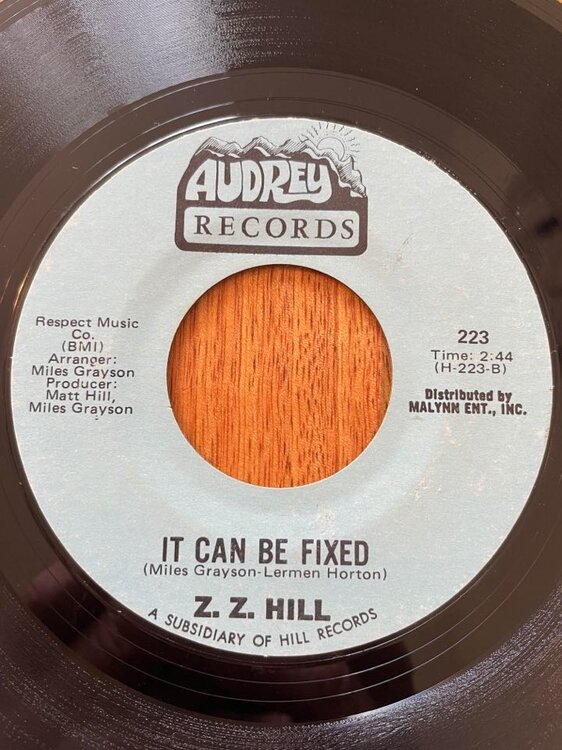 AUDREY
RECORDS
Respect Music
Co.
(BMI)
Arranger:
Miles Grayson
Producer:
Matt Hill,
Miles Grayson
223
Time: 2:44
(H-223-B)
Distributed by
MALYNN ENT., INC.
IT CAN BE FIXED
(Miles Grayson-Lermen Horton)
Z. Z. HILL
A SUBSIDIARY OF HILL RECORDS